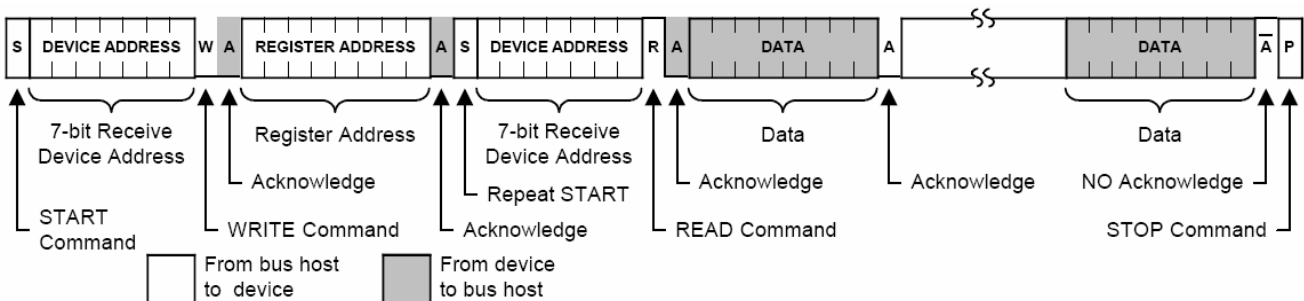 S DEVICE ADDRESS W A REGISTER ADDRESS A S DEVICE ADDRESS R A DATA A DATA A̅ P
7-bit Receive
Device Address
Register Address
7-bit Receive
Device Address
Data
Data
Acknowledge
Repeat START
Acknowledge
Acknowledge
NO Acknowledge
START
Command
WRITE Command
Acknowledge
READ Command
STOP Command
From bus host
to device
From device
to bus host